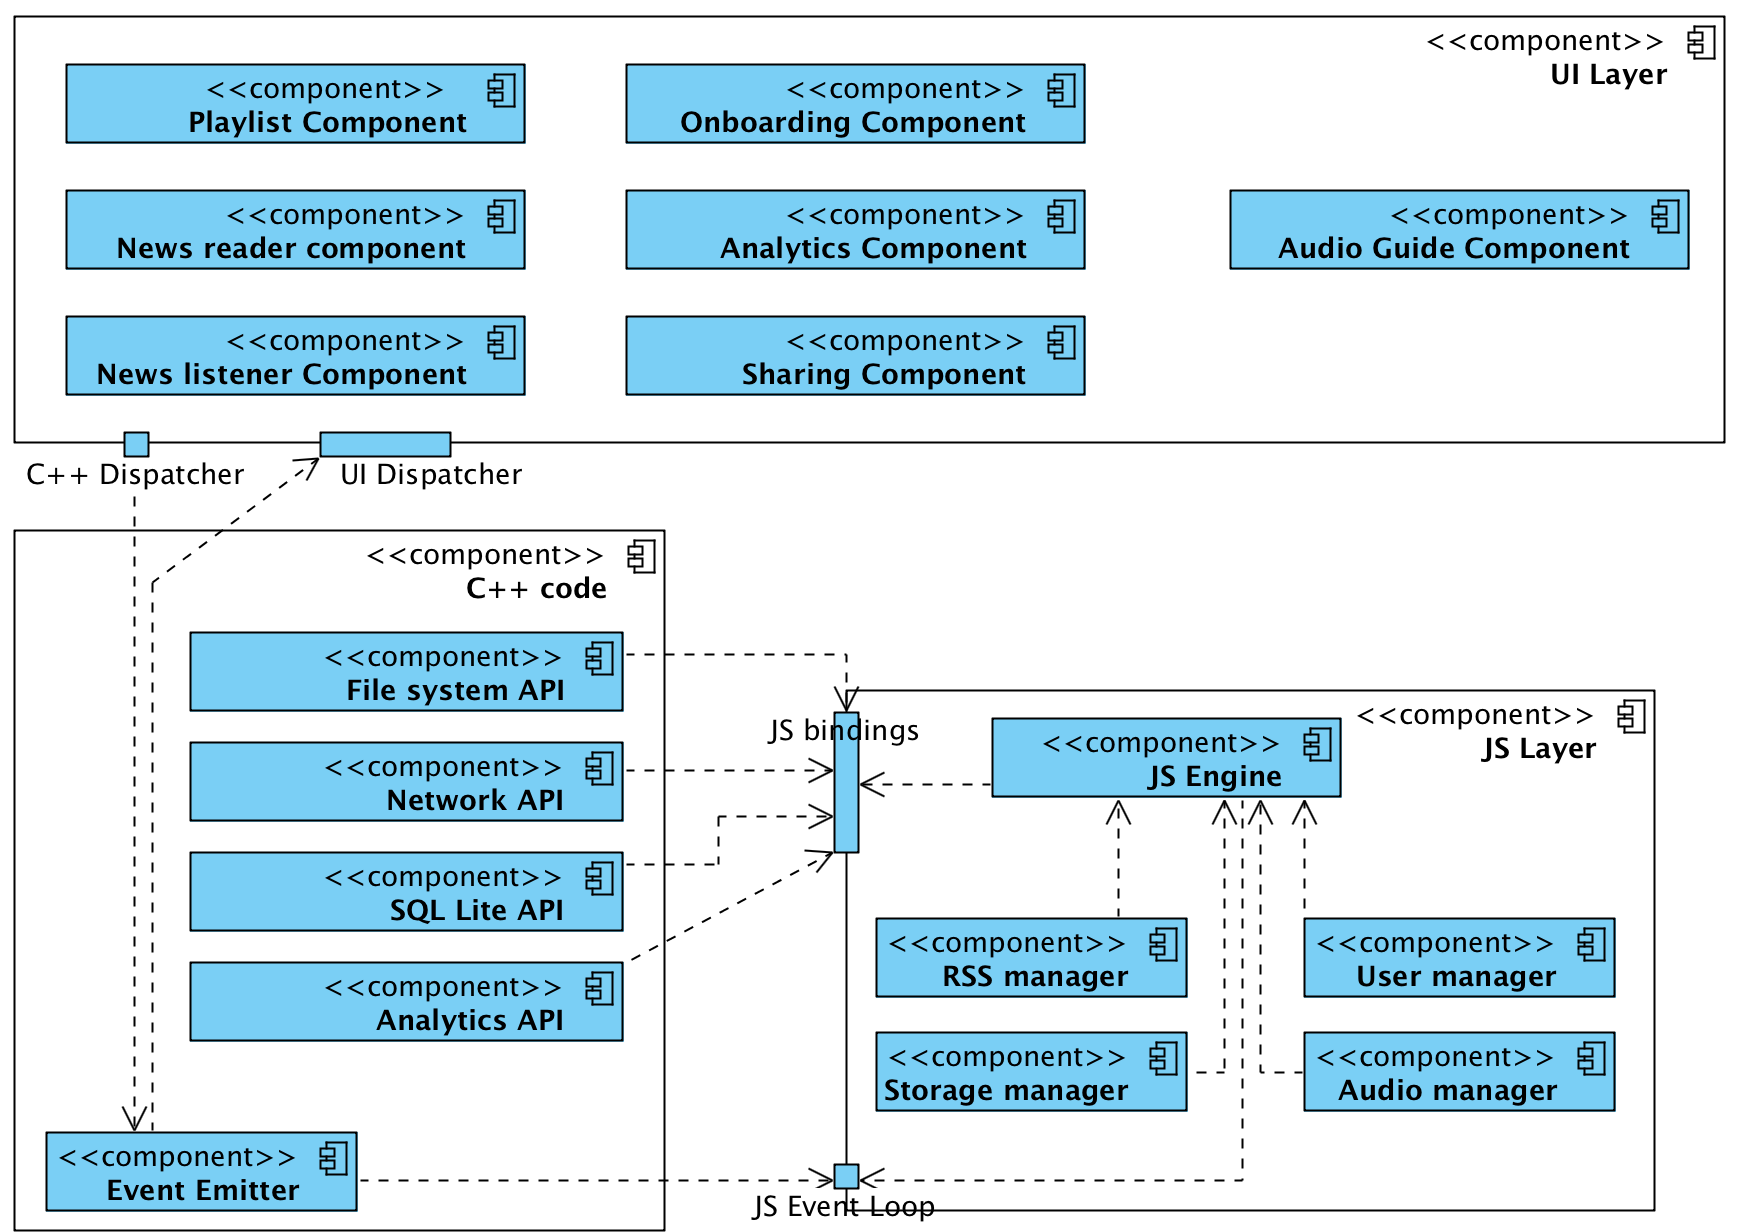 <<component>>
UI Layer
<<component>>
Playlist Component
<<component>>
Onboarding Component
<<component>>
News reader component
<<component>>
Analytics Component
<<component>>
Audio Guide Component
<<component>>
News listener Component
<<component>>
Sharing Component
C++ Dispatcher
UI Dispatcher
<<component>>
C++ code
<<component>>
File system API
<<component>>
Network API
<<component>>
SQL Lite API
<<component>>
Analytics API
<<component>>
Event Emitter
JS bindings
<<component>>
JS Layer
<<component>>
JS Engine
<<component>>
RSS manager
<<component>>
User manager
<<component>>
Storage manager
<<component>>
Audio manager
JS Event Loop